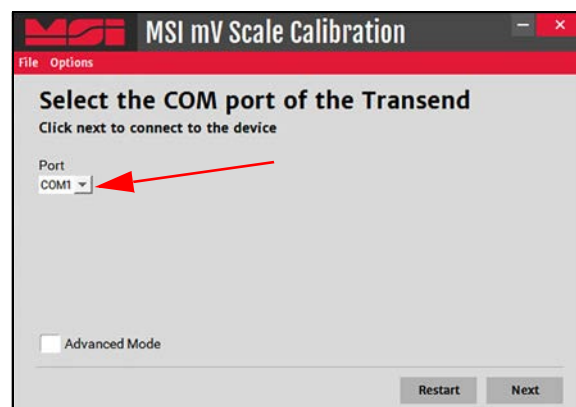 MSI MSI mV Scale Calibration
File Options
Select the COM port of the Transend
Click next to connect to the device
Port
COM1
Advanced Mode
Restart Next